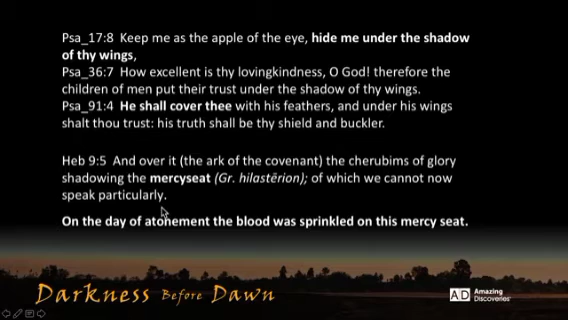 Psa_17:8 Keep me as the apple of the eye, hide me under the shadow
of thy wings,
Psa_36:7 How excellent is thy lovingkindness, O God! therefore the
children of men put their trust under the shadow of thy wings.
Psa_91:4 He shall cover thee with his feathers, and under his wings
shalt thou trust: his truth shall be thy shield and buckler.
Heb 9:5 And over it (the ark of the covenant) the cherubims of glory
shadowing the mercyseat (Gr. hilastērion); of which we cannot now
speak particularly.
On the day of atonement the blood was sprinkled on this mercy seat.
Darkness Before Dawn
AD Amazing
Discoveries